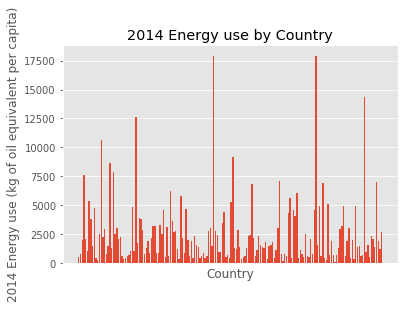 2014 Energy use by Country
2014 Energy use (kg of oil equivalent per capita)
17500
15000
12500
10000
7500
5000
2500
0
Country